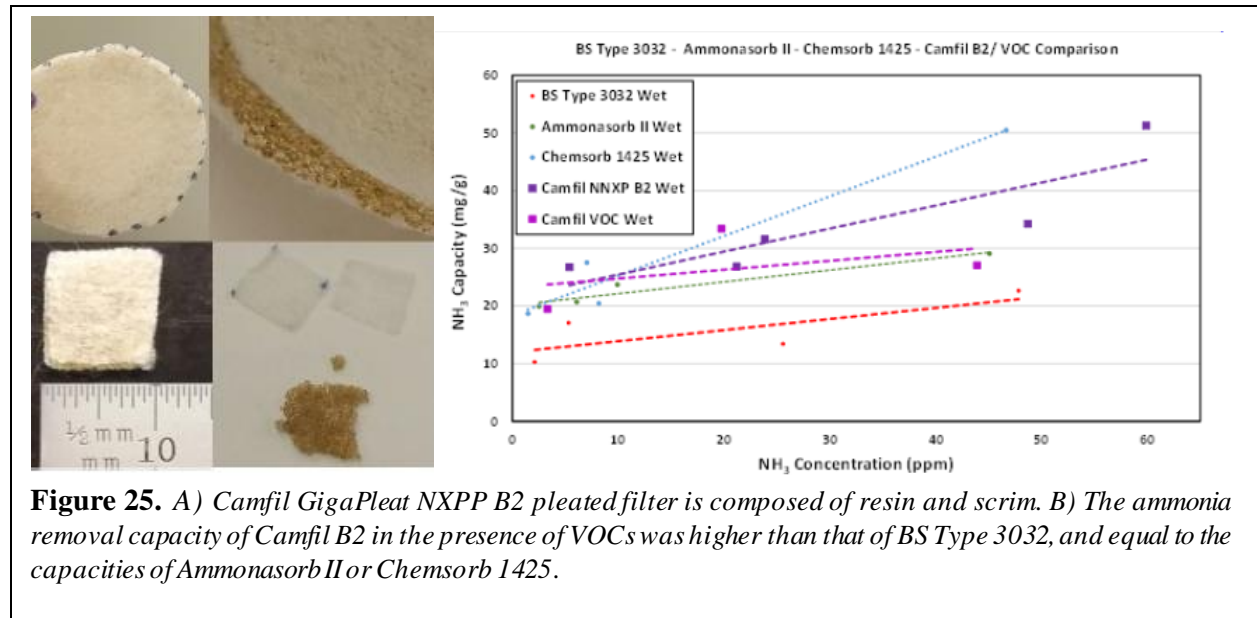 BS Type 3032 - Ammonasorb II - Chemsorb 1425 - Camfil B2/ VOC Comparison
60
50
40
30
20
10
0
NH₃ Capacity (mg/g)
BS Type 3032 Wet
Ammonasorb II Wet
Chemsorb 1425 Wet
Camfil NNXP B2 Wet
Camfil VOC Wet
0 10 20 30 40 50 60
NH₃ Concentration (ppm)
½ mm
mm 10
Figure 25. A) Camfil GigaPleat NXPP B2 pleated filter is composed of resin and scrim. B) The ammonia
removal capacity of Camfil B2 in the presence of VOCs was higher than that of BS Type 3032, and equal to the
capacities of Ammonasorb II or Chemsorb 1425.